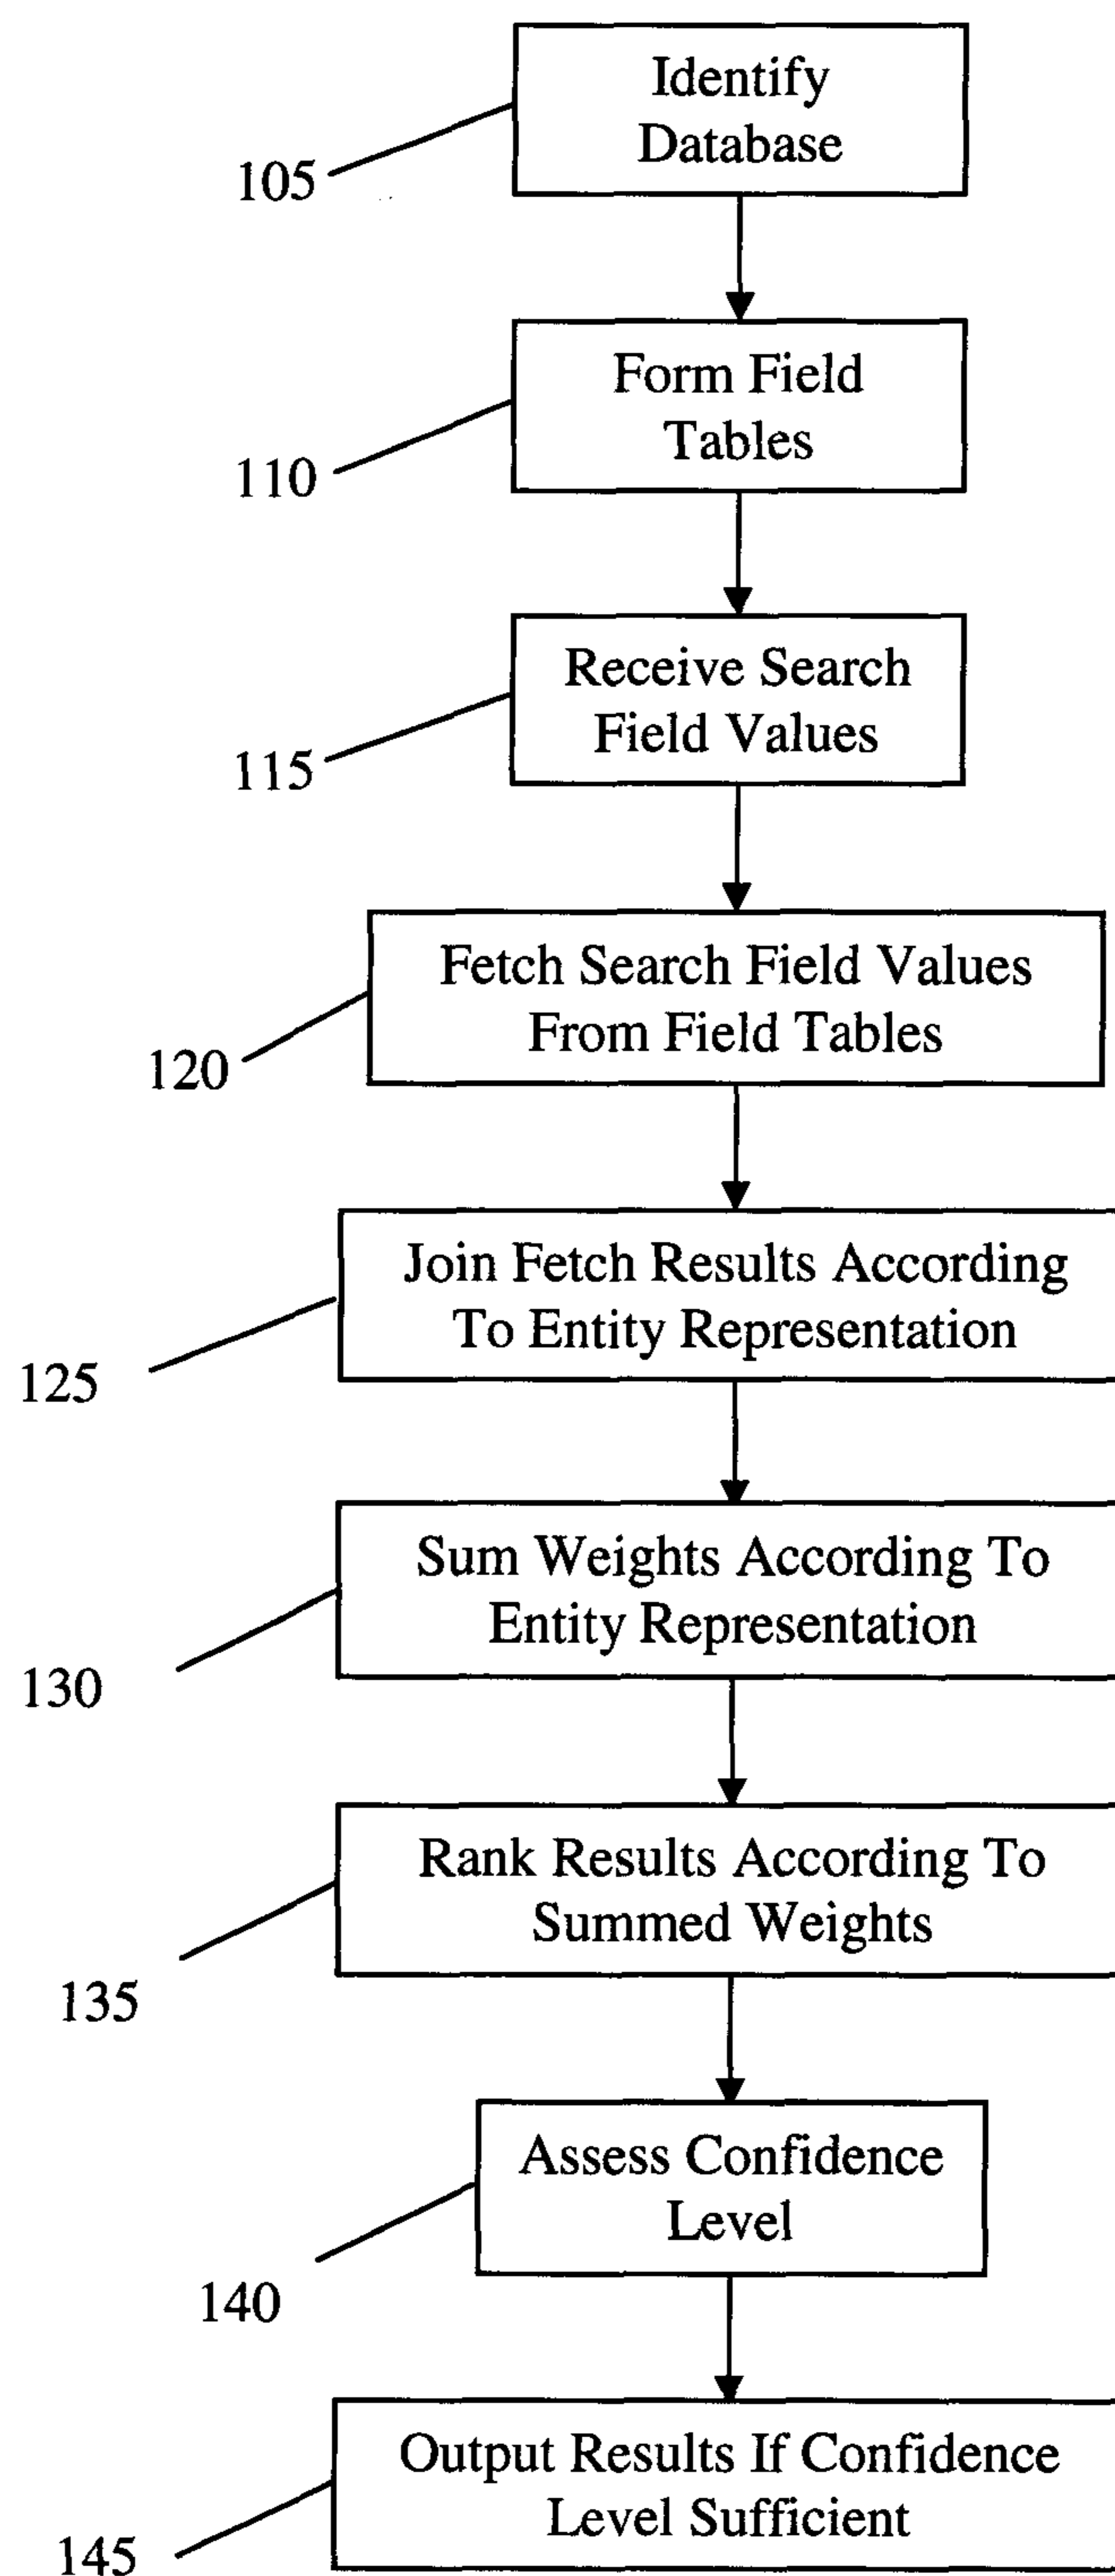 Identify
Database
105
Form Field
Tables
110
Receive Search
Field Values
115
Fetch Search Field Values
From Field Tables
120
Join Fetch Results According
To Entity Representation
125
Sum Weights According To
Entity Representation
130
Rank Results According To
Summed Weights
135
Assess Confidence
Level
140
Output Results If Confidence
Level Sufficient
145